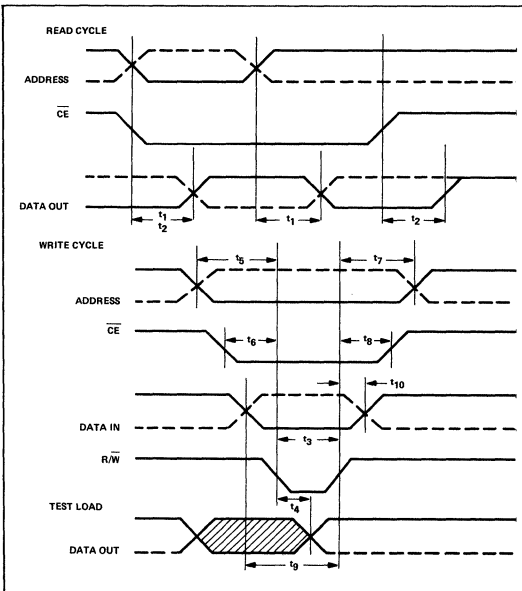 READ CYCLE
ADDRESS
CE
DATA OUT
t1
t2
t1
t2
WRITE CYCLE
t5
t7
ADDRESS
CE
t6
t8
t10
DATA IN
t3
R/W
t4
TEST LOAD
DATA OUT
t9